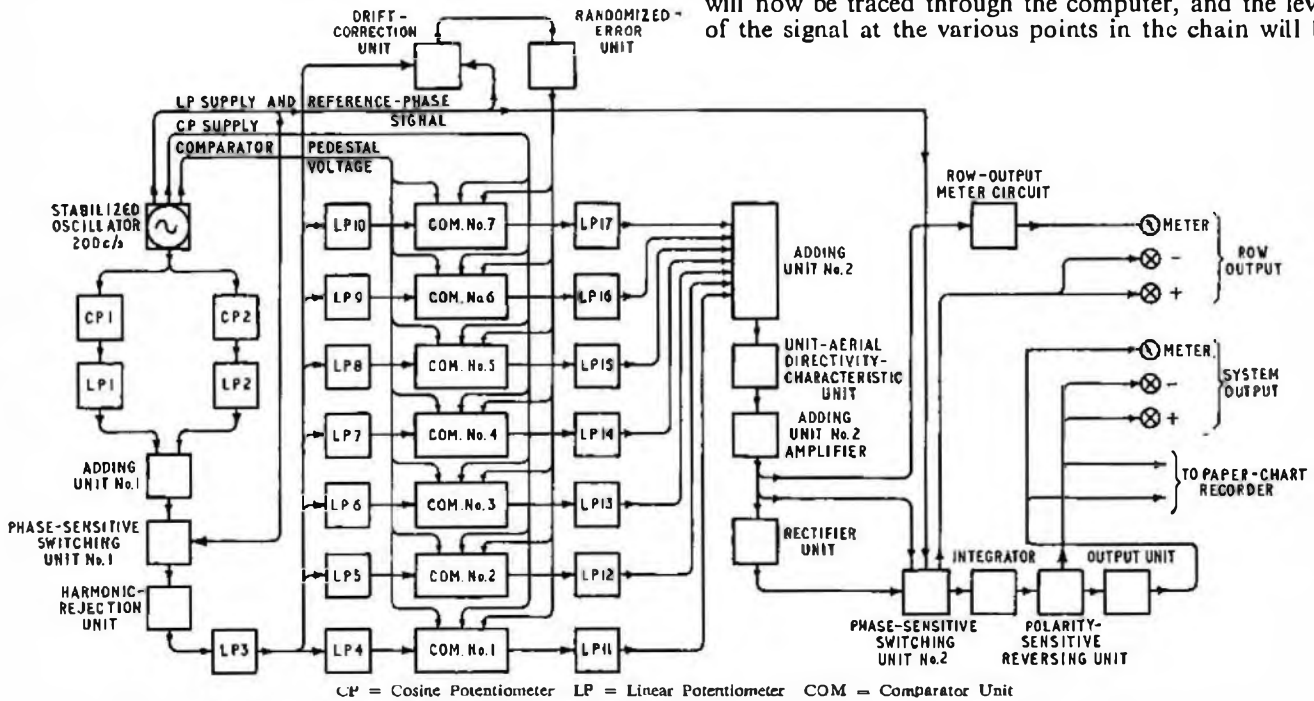 will now be traced through the computer, and the lev
of the signal at the various points in the chain will b
DRIFT-
CORRECTION
UNIT
RANDOMIZED-
ERROR
UNIT
LP SUPPLY AND REFERENCE-PHASE
SIGNAL
CP SUPPLY
COMPARATOR PEDESTAL
VOLTAGE
STABILIZED
OSCILLATOR
200 c/s
CP1
CP2
LP1
LP2
ADDING
UNIT No.1
PHASE-SENSITIVE
SWITCHING
UNIT No.1
HARMONIC-
REJECTION
UNIT
LP3
LP10
COM. No.7
LP17
LP9
COM. No.6
LP16
LP8
COM. No.5
LP15
LP7
COM. No.4
LP14
LP6
COM. No.3
LP13
LP5
COM. No.2
LP12
LP4
COM. No.1
LP11
ADDING
UNIT No.2
UNIT-AERIAL
DIRECTIVITY-
CHARACTERISTIC
UNIT
ADDING
UNIT No.2
AMPLIFIER
RECTIFIER
UNIT
ROW-OUTPUT
METER CIRCUIT
METER
-
+
ROW
OUTPUT
METER
-
+
SYSTEM
OUTPUT
TO PAPER-CHART
RECORDER
INTEGRATOR
OUTPUT UNIT
PHASE-SENSITIVE
SWITCHING
UNIT No.2
POLARITY-
SENSITIVE
REVERSING UNIT
CP = Cosine Potentiometer LP = Linear Potentiometer COM = Comparator Unit